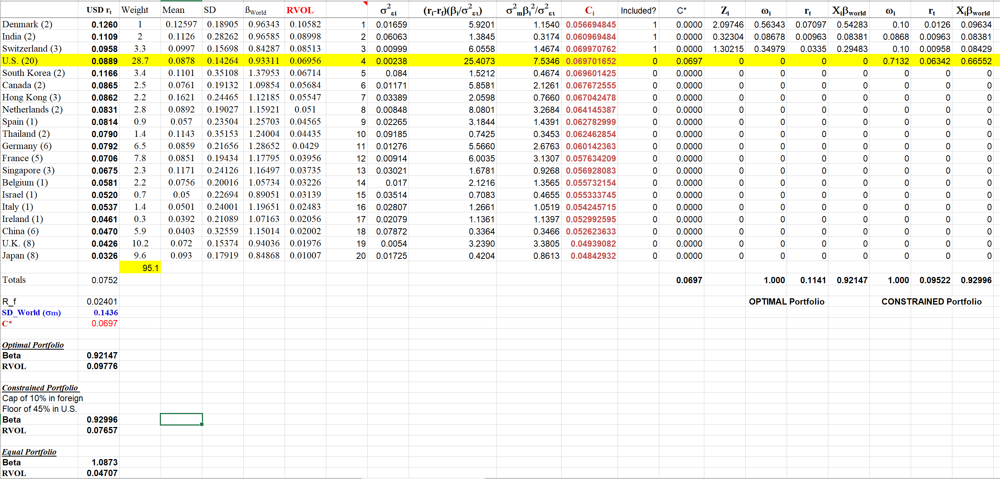 USD rt Weight Mean SD ßWorld RVOL σ²εi (ri-rf)(βi/σ²ει) σ²mβi²/σ²ει Ci Included? C* Zi ωi rt Xiβworld ωi rt Xiβworld
Denmark (2) 0.1260 1 0.12597 0.18905 0.96343 0.10582 1 0.01659 5.9201 1.1540 0.056694845 1 0.0000 2.09746 0.56343 0.07097 0.54283 0.10 0.0126 0.09634
India (2) 0.1109 2 0.1126 0.28262 0.96585 0.08998 2 0.06063 1.3845 0.3174 0.060969484 1 0.0000 0.32304 0.08678 0.00963 0.08381 0.0868 0.00963 0.08381
Switzerland (3) 0.0958 3.3 0.0997 0.15698 0.84287 0.08513 3 0.00999 6.0558 1.4674 0.069970762 1 0.0000 1.30215 0.34979 0.0335 0.29483 0.10 0.00958 0.08429
U.S. (20) 0.0889 28.7 0.0878 0.14264 0.93311 0.06956 4 0.00238 25.4073 7.5346 0.069701652 0 0.0697 0 0 0 0 0.7132 0.06342 0.66552
South Korea (2) 0.1166 3.4 0.1101 0.35108 1.37953 0.06714 5 0.084 1.5212 0.4674 0.069601425 0 0.0000 0 0 0 0 0 0 0
Canada (2) 0.0865 2.5 0.0761 0.19132 1.09854 0.05684 6 0.01171 5.8581 2.1261 0.067672555 0 0.0000 0 0 0 0 0 0 0
Hong Kong (3) 0.0862 2.2 0.1621 0.24465 1.12185 0.05547 7 0.03389 2.0598 0.7660 0.067042478 0 0.0000 0 0 0 0 0 0 0
Netherlands (2) 0.0831 2.8 0.0892 0.19027 1.15921 0.051 8 0.00848 8.0801 3.2684 0.064145387 0 0.0000 0 0 0 0 0 0 0
Spain (1) 0.0814 0.9 0.057 0.23504 1.25703 0.04565 9 0.02265 3.1844 1.4391 0.062782999 0 0.0000 0 0 0 0 0 0 0
Thailand (2) 0.0790 1.4 0.1143 0.35153 1.24004 0.04435 10 0.09185 0.7425 0.3453 0.062462854 0 0.0000 0 0 0 0 0 0 0
Germany (6) 0.0792 6.5 0.0859 0.21656 1.28652 0.0429 11 0.01276 5.5660 2.6763 0.060142363 0 0.0000 0 0 0 0 0 0 0
France (5) 0.0706 7.8 0.0851 0.19434 1.17795 0.03956 12 0.00914 6.0035 3.1307 0.057634209 0 0.0000 0 0 0 0 0 0 0
Singapore (3) 0.0675 2.3 0.1171 0.24126 1.16497 0.03735 13 0.03021 1.6781 0.9268 0.056928083 0 0.0000 0 0 0 0 0 0 0
Belgium (1) 0.0581 2.2 0.0756 0.20016 1.05734 0.03226 14 0.017 2.1216 1.3565 0.055732154 0 0.0000 0 0 0 0 0 0 0
Israel (1) 0.0520 0.7 0.05 0.22694 0.89051 0.03139 15 0.03514 0.7083 0.4655 0.055333745 0 0.0000 0 0 0 0 0 0 0
Italy (1) 0.0537 1.4 0.0501 0.24001 1.19651 0.02483 16 0.02807 1.2661 1.0519 0.054245715 0 0.0000 0 0 0 0 0 0 0
Ireland (1) 0.0461 0.3 0.0392 0.21089 1.07163 0.02056 17 0.02079 1.1361 1.1397 0.052992595 0 0.0000 0 0 0 0 0 0 0
China (6) 0.0470 5.9 0.0403 0.32559 1.15014 0.02002 18 0.07872 0.3364 0.3466 0.052623633 0 0.0000 0 0 0 0 0 0 0
U.K. (8) 0.0426 10.2 0.072 0.15374 0.94036 0.01976 19 0.0054 3.2390 3.3805 0.04939082 0 0.0000 0 0 0 0 0 0 0
Japan (8) 0.0326 9.6 0.093 0.17919 0.84868 0.01007 20 0.01725 0.4204 0.8613 0.04842932 0 0.0000 0 0 0 0 0 0 0
95.1
Totals 0.0752 0.0697 1.000 0.1141 0.92147 1.000 0.09522 0.92996
R_f 0.02401 OPTIMAL Portfolio CONSTRAINED Portfolio
SD_World (σm) 0.1436
C* 0.0697
Optimal Portfolio
Beta 0.92147
RVOL 0.09776
Constrained Portfolio
Cap of 10% in foreign
Floor of 45% in U.S.
Beta 0.92996
RVOL 0.07657
Equal Portfolio
Beta 1.0873
RVOL 0.04707